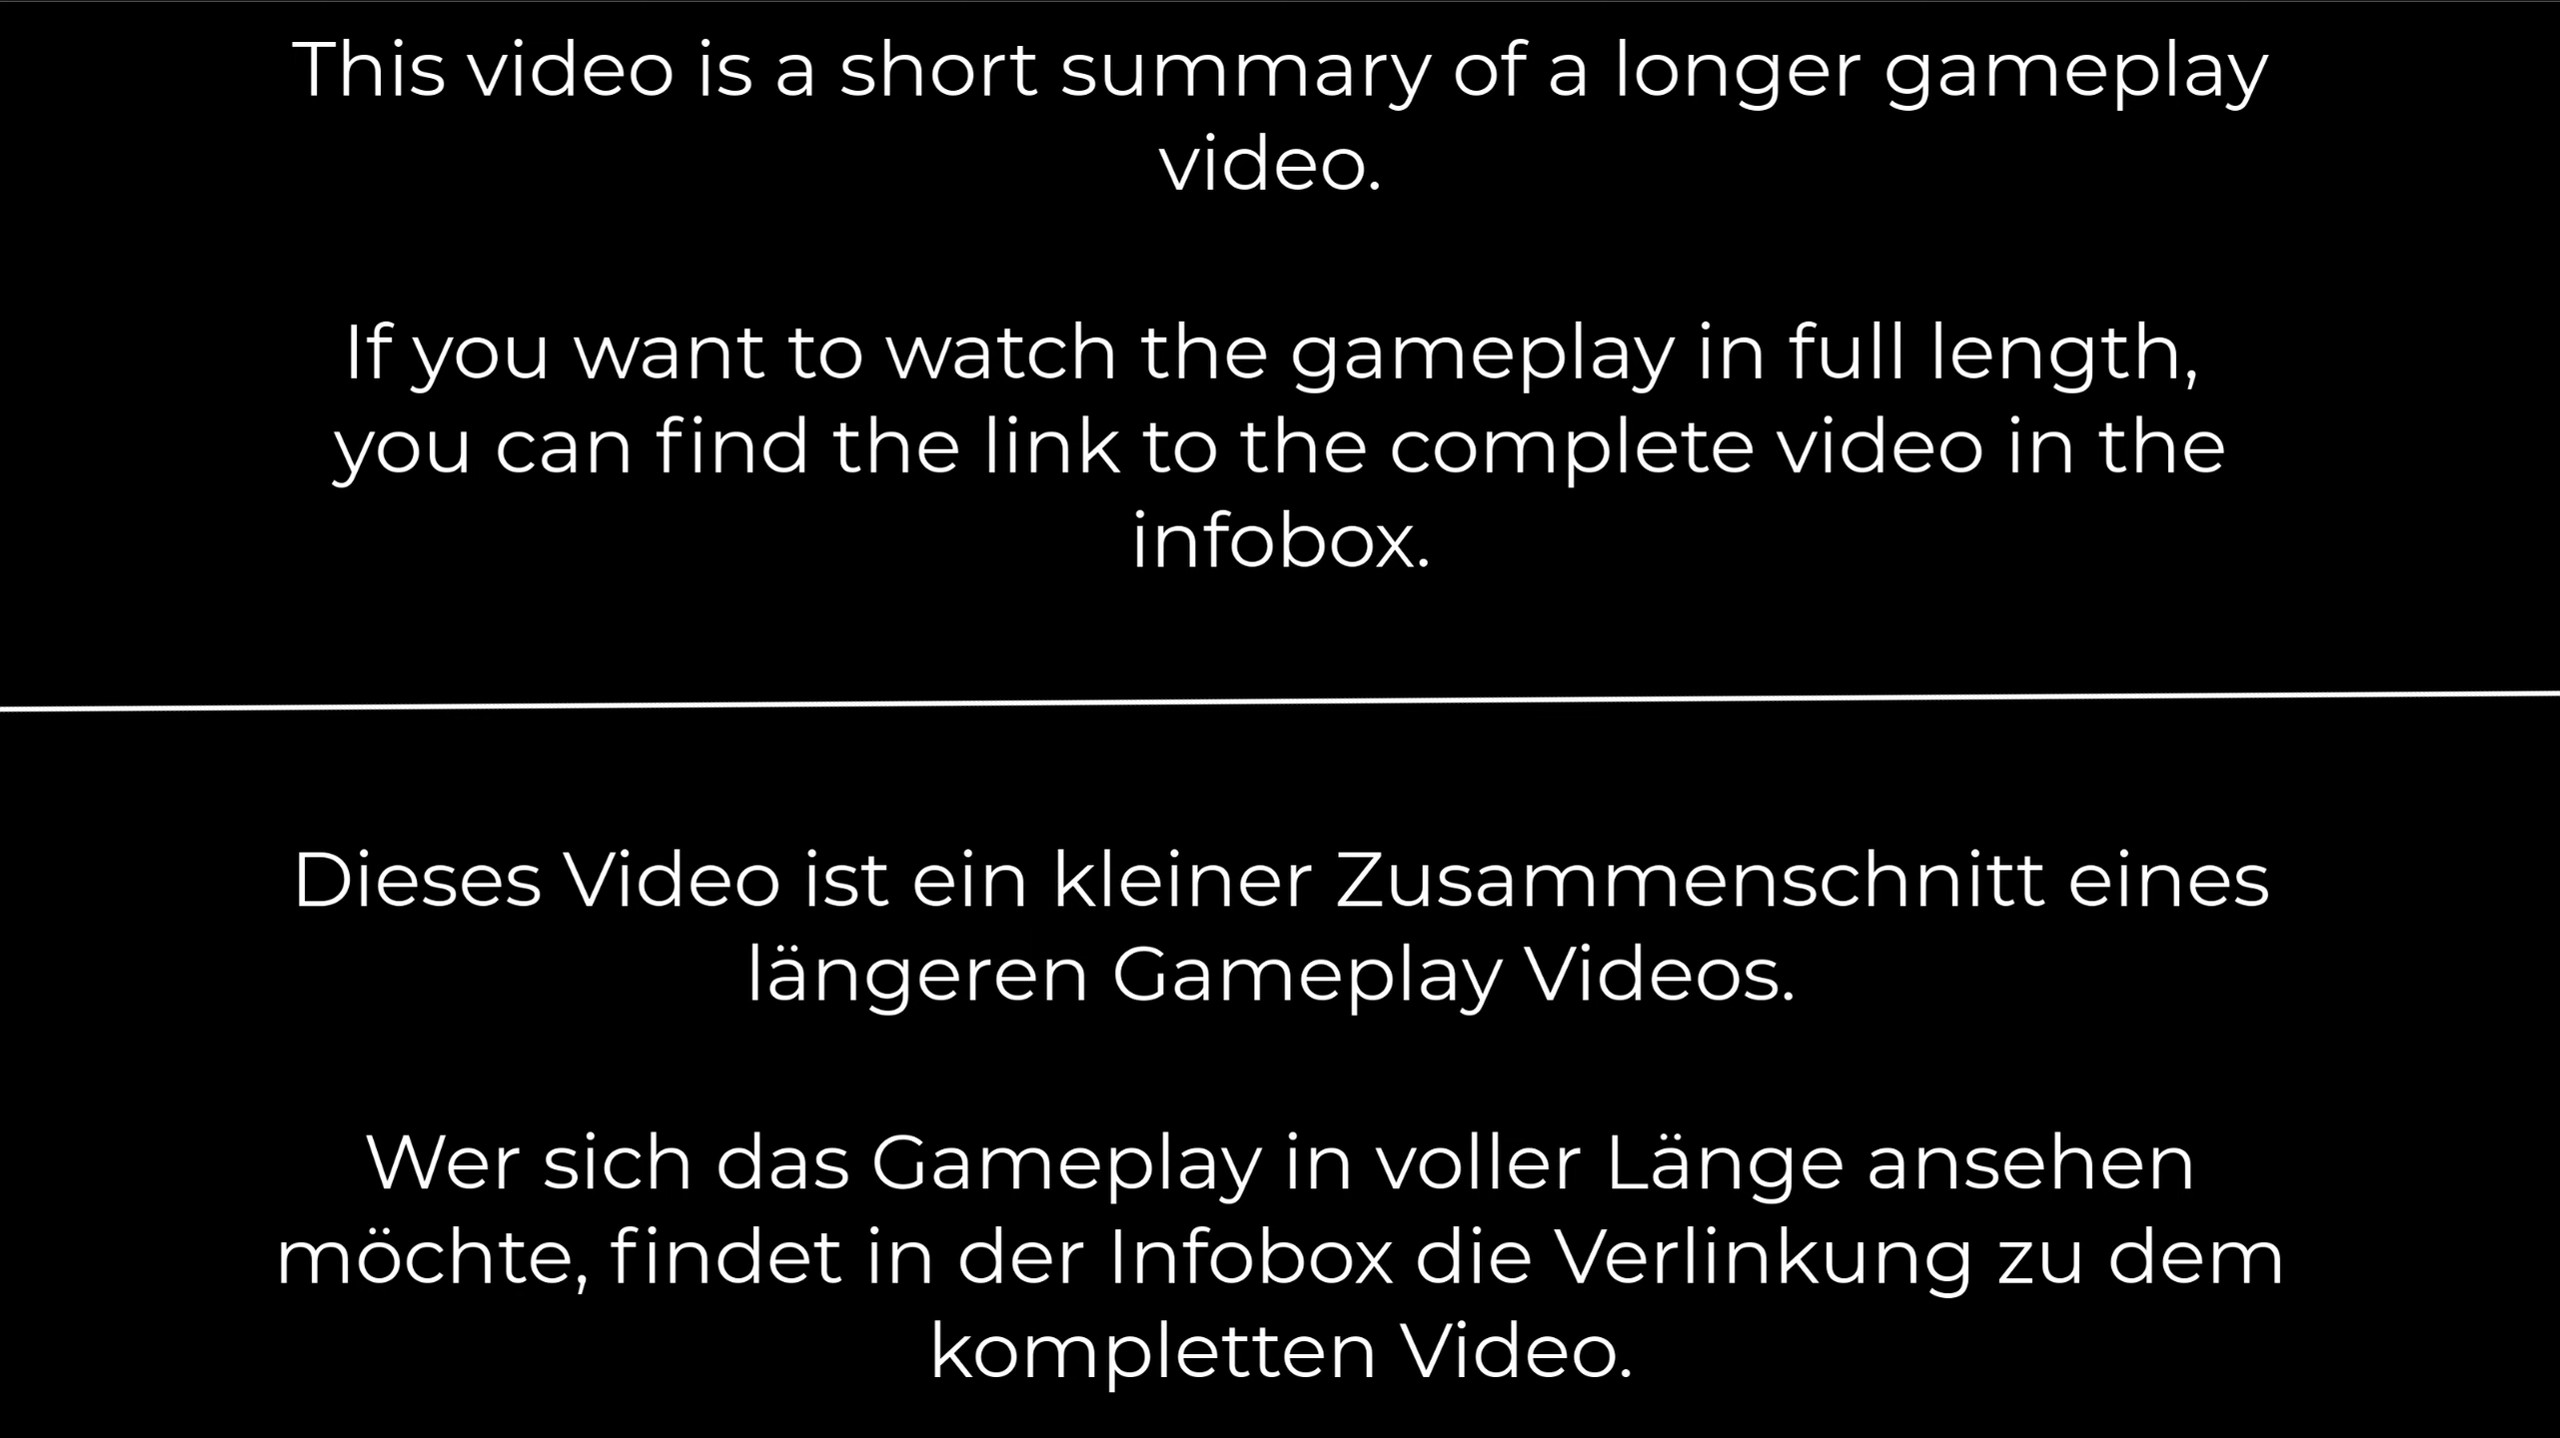 This video is a short summary of a longer gameplay
video.
If you want to watch the gameplay in full length,
you can find the link to the complete video in the
infobox.
Dieses Video ist ein kleiner Zusammenschnitt eines
längeren Gameplay Videos.
Wer sich das Gameplay in voller Länge ansehen
möchte, findet in der Infobox die Verlinkung zu dem
kompletten Video.